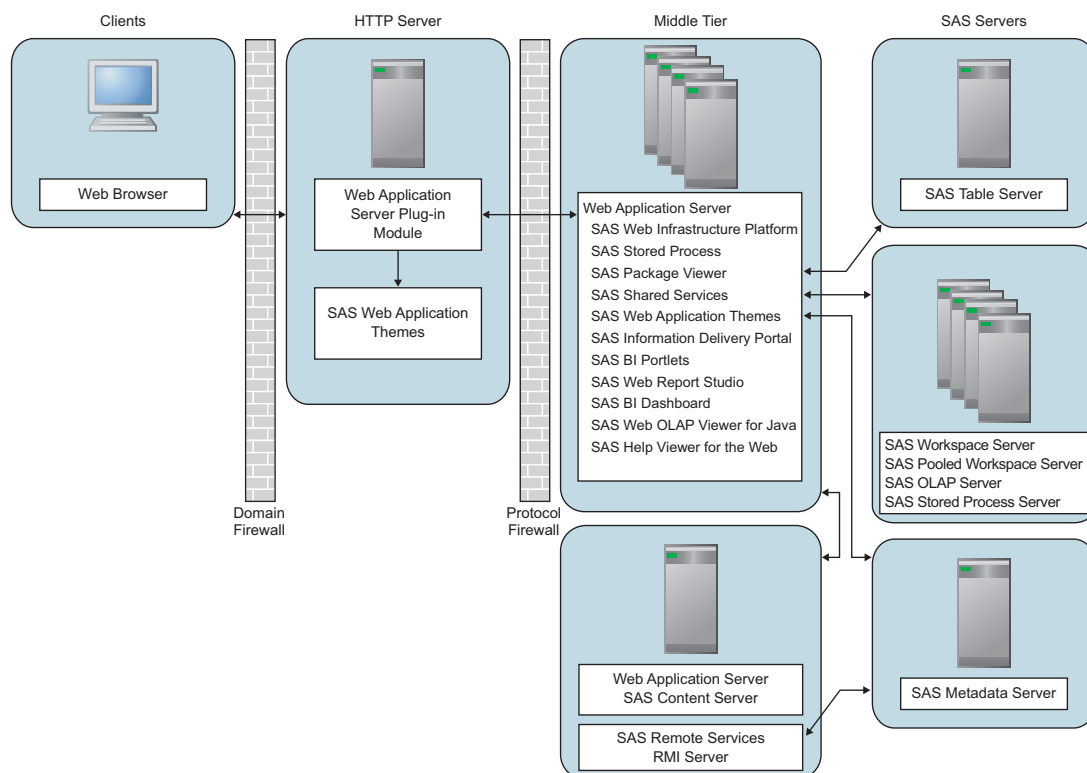 Clients
HTTP Server
Middle Tier
SAS Servers
Web Browser
Web Application
Server Plug-in
Module
SAS Web Application
Themes
Domain
Firewall
Protocol
Firewall
Web Application Server
SAS Web Infrastructure Platform
SAS Stored Process
SAS Package Viewer
SAS Shared Services
SAS Web Application Themes
SAS Information Delivery Portal
SAS BI Portlets
SAS Web Report Studio
SAS BI Dashboard
SAS Web OLAP Viewer for Java
SAS Help Viewer for the Web
Web Application Server
SAS Content Server
SAS Remote Services
RMI Server
SAS Table Server
SAS Workspace Server
SAS Pooled Workspace Server
SAS OLAP Server
SAS Stored Process Server
SAS Metadata Server